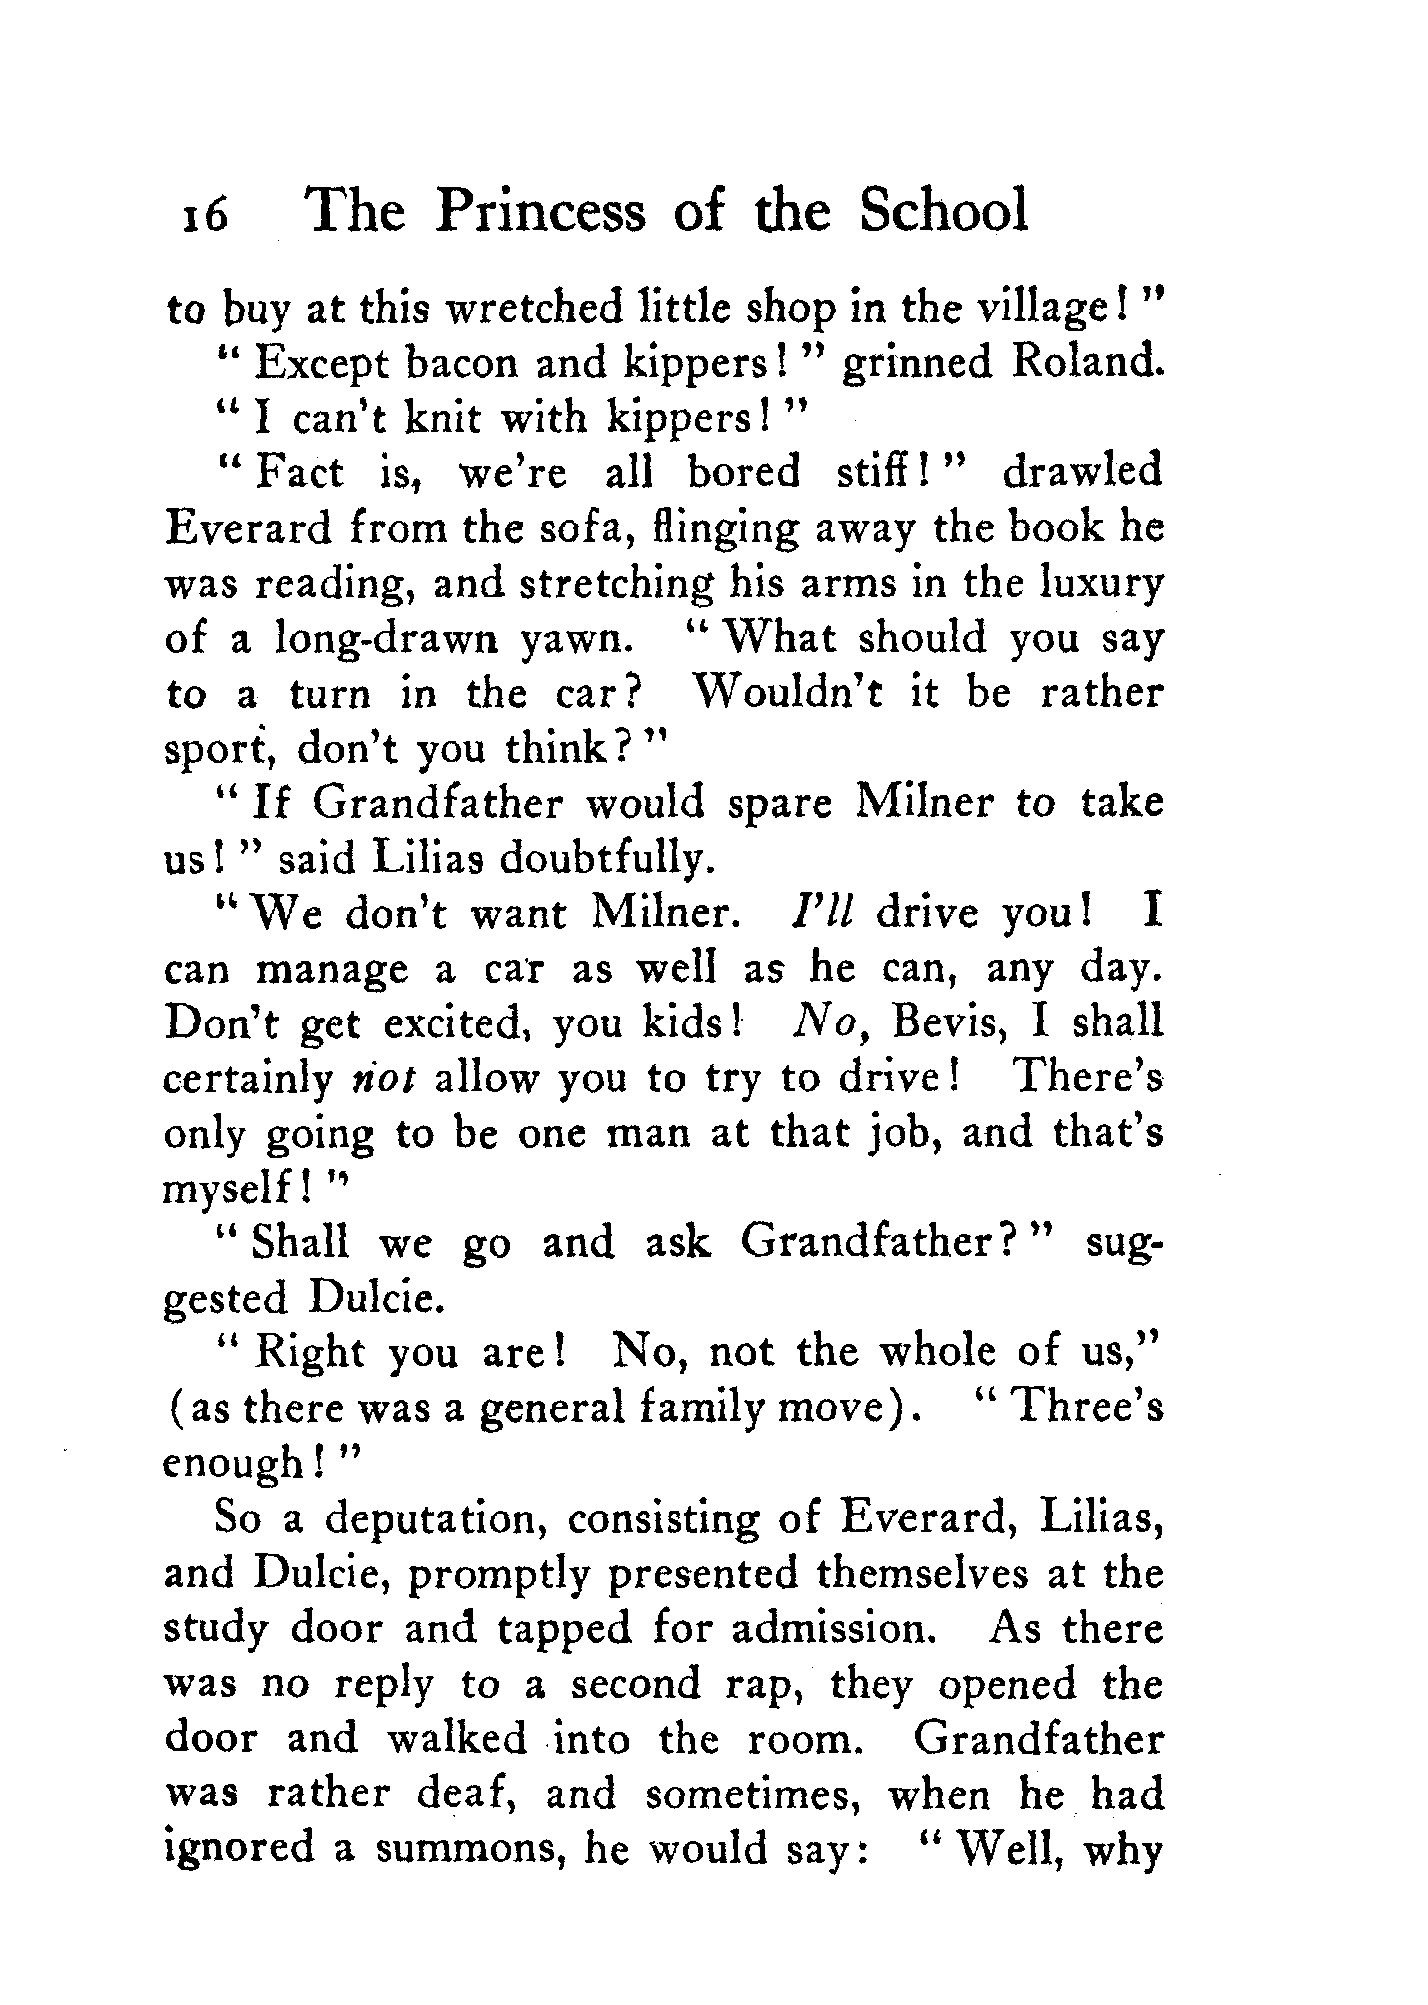 16 The Princess of the School
to buy at this wretched little shop in the village!"
"Except bacon and kippers!" grinned Roland.
"I can't knit with kippers!"
"Fact is, we're all bored stiff!" drawled
Everard from the sofa, flinging away the book he
was reading, and stretching his arms in the luxury
of a long-drawn yawn. "What should you say
to a turn in the car? Wouldn't it be rather
sport, don't you think?"
"If Grandfather would spare Milner to take
us!" said Lilias doubtfully.
"We don't want Milner. I'll drive you! I
can manage a car as well as he can, any day.
Don't get excited, you kids! No, Bevis, I shall
certainly not allow you to try to drive! There's
only going to be one man at that job, and that's
myself!"
"Shall we go and ask Grandfather?" sug-
gested Dulcie.
"Right you are! No, not the whole of us,"
(as there was a general family move). "Three's
enough!"
So a deputation, consisting of Everard, Lilias,
and Dulcie, promptly presented themselves at the
study door and tapped for admission. As there
was no reply to a second rap, they opened the
door and walked into the room. Grandfather
was rather deaf, and sometimes, when he had
ignored a summons, he would say: "Well, why